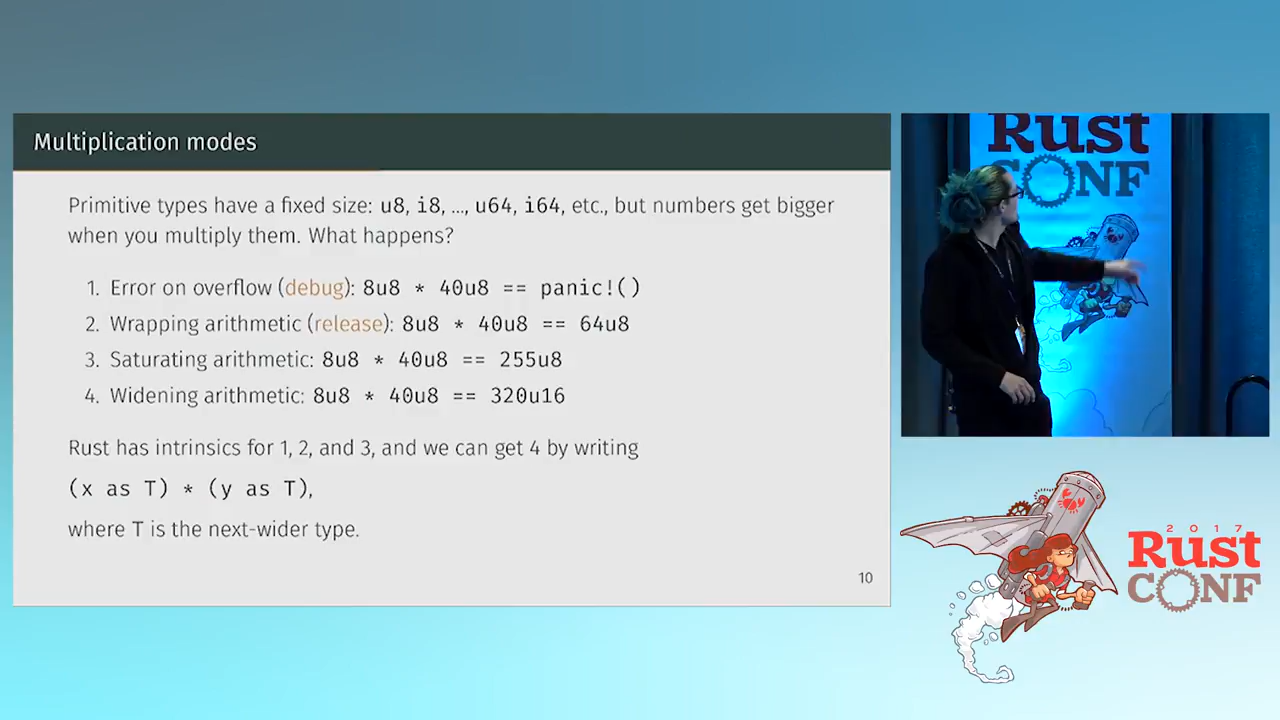 Multiplication modes
Primitive types have a fixed size: u8, i8, ..., u64, i64, etc., but numbers get bigger
when you multiply them. What happens?
1. Error on overflow (debug): 8u8 * 40u8 == panic!()
2. Wrapping arithmetic (release): 8u8 * 40u8 == 64u8
3. Saturating arithmetic: 8u8 * 40u8 == 255u8
4. Widening arithmetic: 8u8 * 40u8 == 320u16
Rust has intrinsics for 1, 2, and 3, and we can get 4 by writing
(x as T) * (y as T),
where T is the next-wider type.
10
Rust
CONF
2017
Rust
CONF